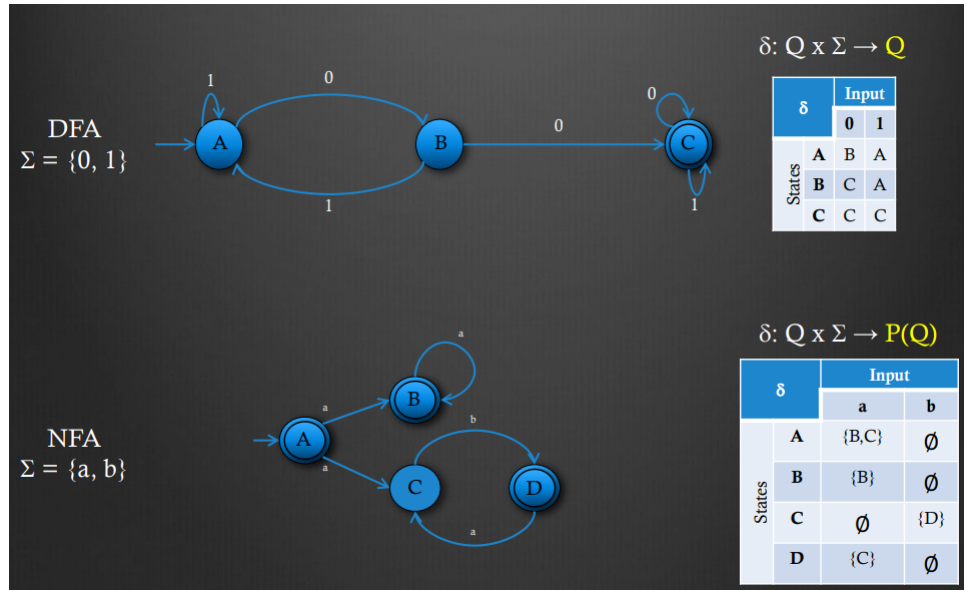 δ: Q x Σ → Q
DFA
Σ = {0, 1}
1
0
A
B
0
0
C
1
1
δ Input
0 1
States
A B A
B C A
C C C
δ: Q x Σ → P(Q)
NFA
Σ = {a, b}
a
a
B
b
A
a
C
D
a
δ Input
a b
States
A {B,C} ∅
B {B} ∅
C ∅ {D}
D {C} ∅